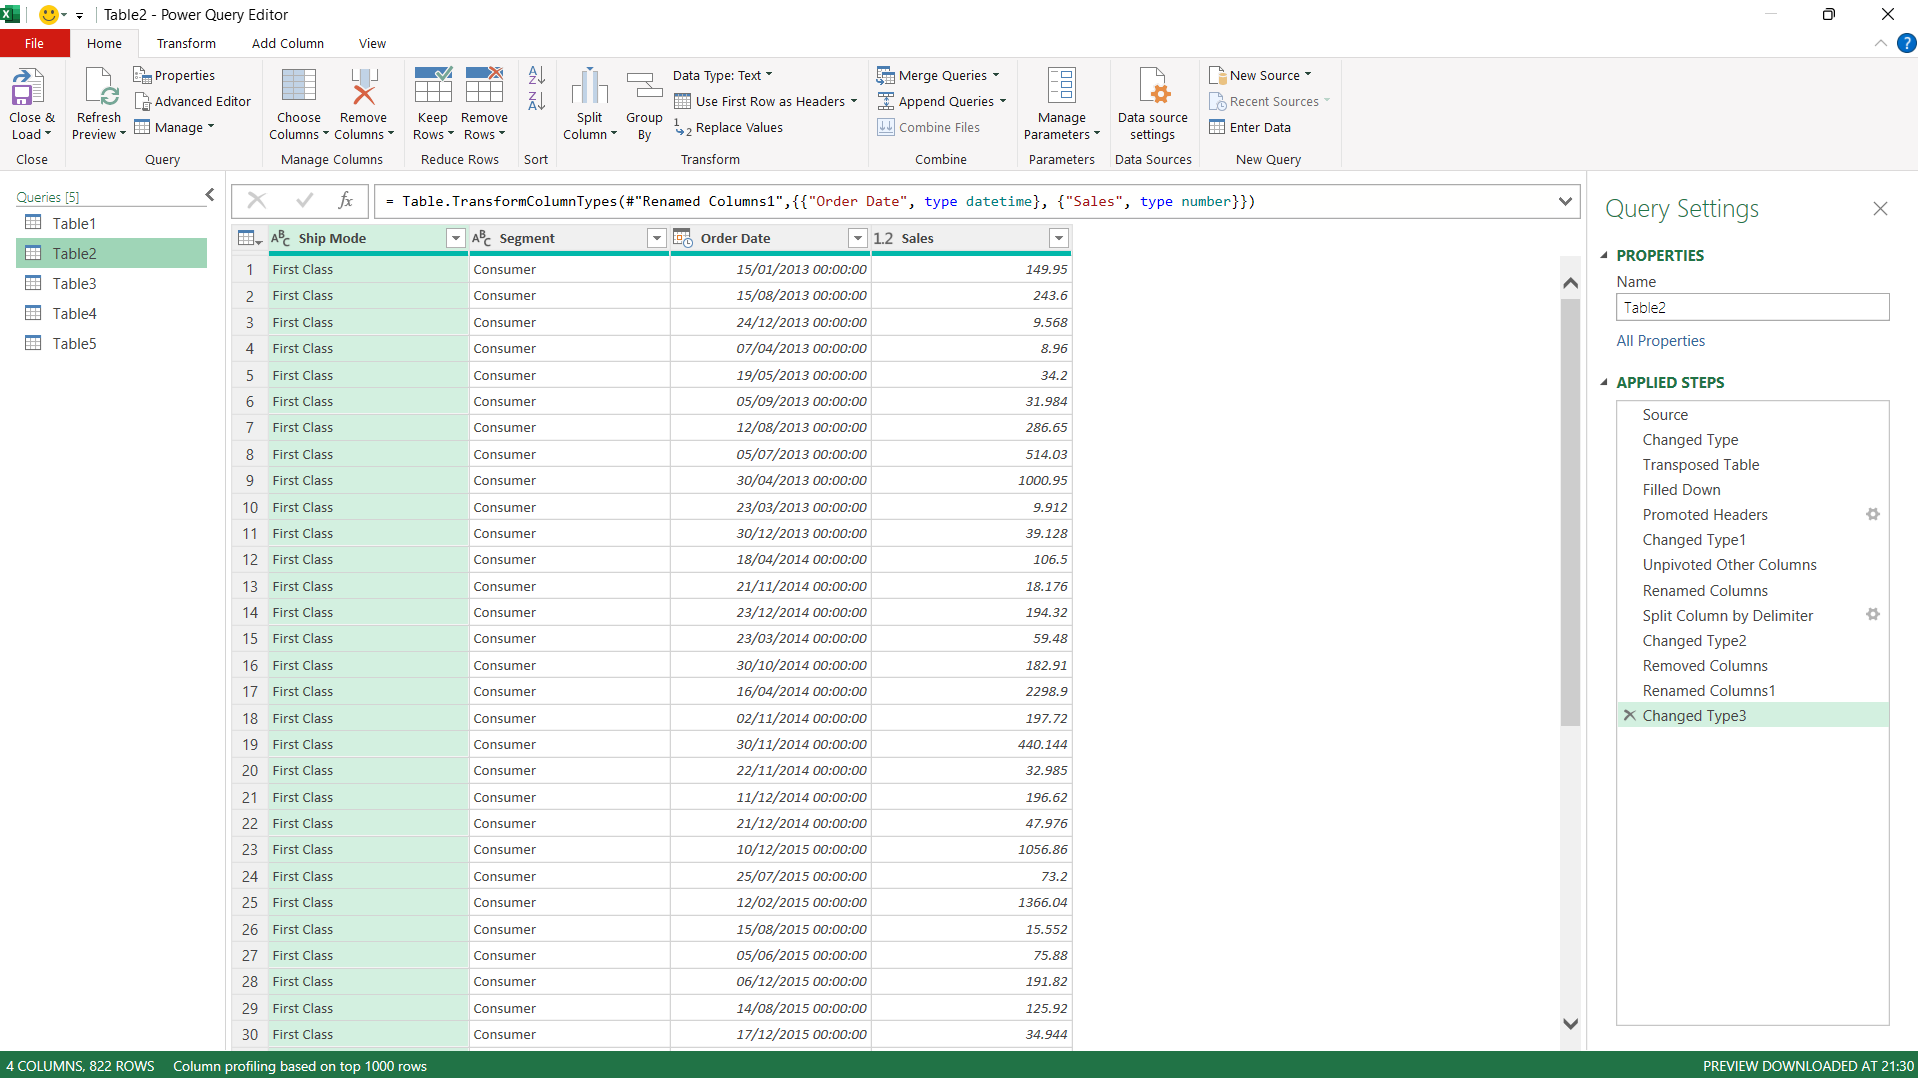 Table2 - Power Query Editor
File
Home
Transform
Add Column
View
?
Close &
Load
Close
Refresh
Preview
Properties
Advanced Editor
Manage
Query
Choose
Columns
Remove
Columns
Manage Columns
Keep
Rows
Remove
Rows
Reduce Rows
Sort
Split
Column
Group
By
Data Type: Text
Use First Row as Headers
Replace Values
Transform
Merge Queries
Append Queries
Combine Files
Combine
Manage
Parameters
Parameters
Data source
settings
Data Sources
New Source
Recent Sources
Enter Data
New Query
Queries [5]
Table1
Table2
Table3
Table4
Table5
fx
= Table.TransformColumnTypes(#"Renamed Columns1",{{"Order Date", type datetime}, {"Sales", type number}})
ABC Ship Mode ABC Segment Order Date 1.2 Sales
1 First Class Consumer 15/01/2013 00:00:00 149.95
2 First Class Consumer 15/08/2013 00:00:00 243.6
3 First Class Consumer 24/12/2013 00:00:00 9.568
4 First Class Consumer 07/04/2013 00:00:00 8.96
5 First Class Consumer 19/05/2013 00:00:00 34.2
6 First Class Consumer 05/09/2013 00:00:00 31.984
7 First Class Consumer 12/08/2013 00:00:00 286.65
8 First Class Consumer 05/07/2013 00:00:00 514.03
9 First Class Consumer 30/04/2013 00:00:00 1000.95
10 First Class Consumer 23/03/2013 00:00:00 9.912
11 First Class Consumer 30/12/2013 00:00:00 39.128
12 First Class Consumer 18/04/2014 00:00:00 106.5
13 First Class Consumer 21/11/2014 00:00:00 18.176
14 First Class Consumer 23/12/2014 00:00:00 194.32
15 First Class Consumer 23/03/2014 00:00:00 59.48
16 First Class Consumer 30/10/2014 00:00:00 182.91
17 First Class Consumer 16/04/2014 00:00:00 2298.9
18 First Class Consumer 02/11/2014 00:00:00 197.72
19 First Class Consumer 30/11/2014 00:00:00 440.144
20 First Class Consumer 22/11/2014 00:00:00 32.985
21 First Class Consumer 11/12/2014 00:00:00 196.62
22 First Class Consumer 21/12/2014 00:00:00 47.976
23 First Class Consumer 10/12/2015 00:00:00 1056.86
24 First Class Consumer 25/07/2015 00:00:00 73.2
25 First Class Consumer 12/02/2015 00:00:00 1366.04
26 First Class Consumer 15/08/2015 00:00:00 15.552
27 First Class Consumer 05/06/2015 00:00:00 75.88
28 First Class Consumer 06/12/2015 00:00:00 191.82
29 First Class Consumer 14/08/2015 00:00:00 125.92
30 First Class Consumer 17/12/2015 00:00:00 34.944
Query Settings
PROPERTIES
Name
Table2
All Properties
APPLIED STEPS
Source
Changed Type
Transposed Table
Filled Down
Promoted Headers
Changed Type1
Unpivoted Other Columns
Renamed Columns
Split Column by Delimiter
Changed Type2
Removed Columns
Renamed Columns1
Changed Type3
4 COLUMNS, 822 ROWS
Column profiling based on top 1000 rows
PREVIEW DOWNLOADED AT 21:30